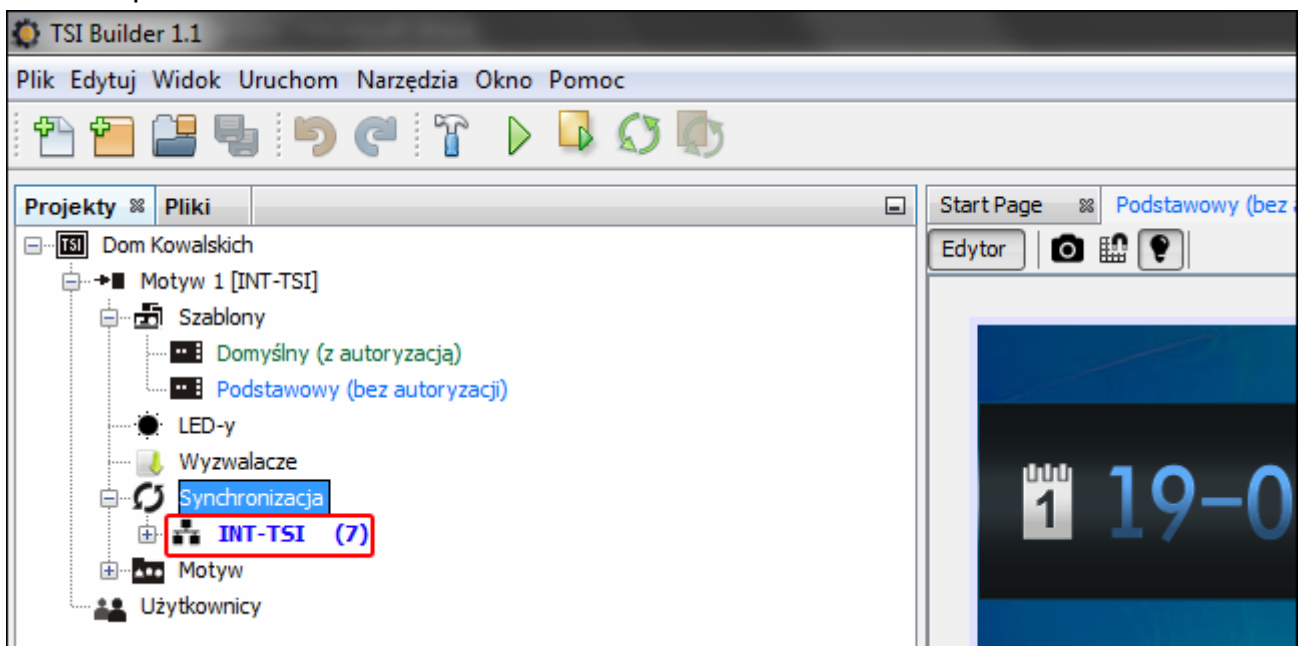 TSI Builder 1.1
Plik Edytuj Widok Uruchom Narzędzia Okno Pomoc
Projekty Pliki
Start Page Podstawowy (bez
TSI Dom Kowalskich
Edytor
Motyw 1 [INT-TSI]
Szablony
Domyślny (z autoryzacją)
Podstawowy (bez autoryzacji)
LED-y
Wyzwalacze
Synchronizacja
INT-TSI (7)
Motyw
Użytkownicy
1 19-0